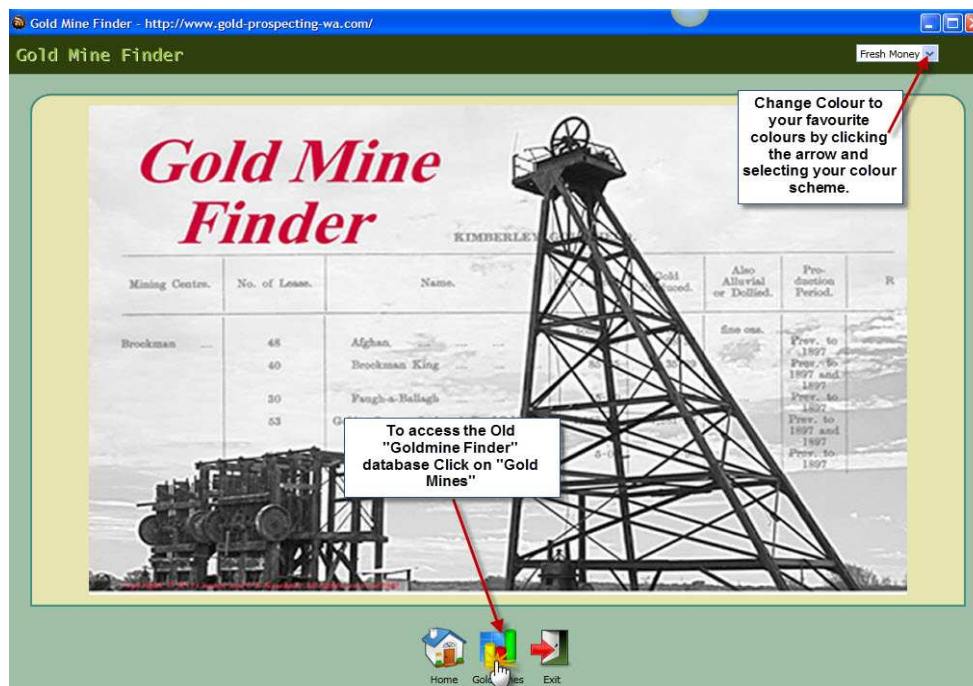 Gold Mine Finder - http://www.gold-prospecting-wa.com/
Gold Mine Finder
Fresh Money
Change Colour to
your favourite
colours by clicking
the arrow and
selecting your colour
scheme.
Gold Mine
Finder
KIMBERLEY
Mining Centre. No. of Lease. Name. Gold Also Alluvial or Dollied. Pro-duction Period. R
Brockman ... 48 Afghan Prev. to 1897
40 Brockman King Prev. to 1897 and 1897
30 Faugh-a-Ballagh Prev. to 1897
53 Prev. to 1897 and 1897
Prev. to 1897
fine ozs.
To access the Old
"Goldmine Finder"
database Click on "Gold
Mines"
Home
Exit